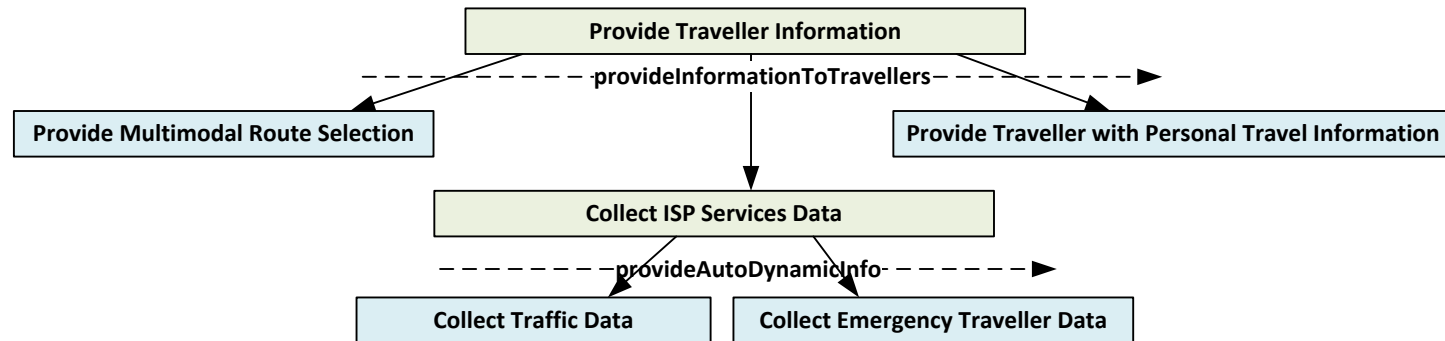 Provide Traveller Information
provideInformationToTravellers
Provide Multimodal Route Selection
Provide Traveller with Personal Travel Information
Collect ISP Services Data
provideAutoDynamicInfo
Collect Traffic Data
Collect Emergency Traveller Data